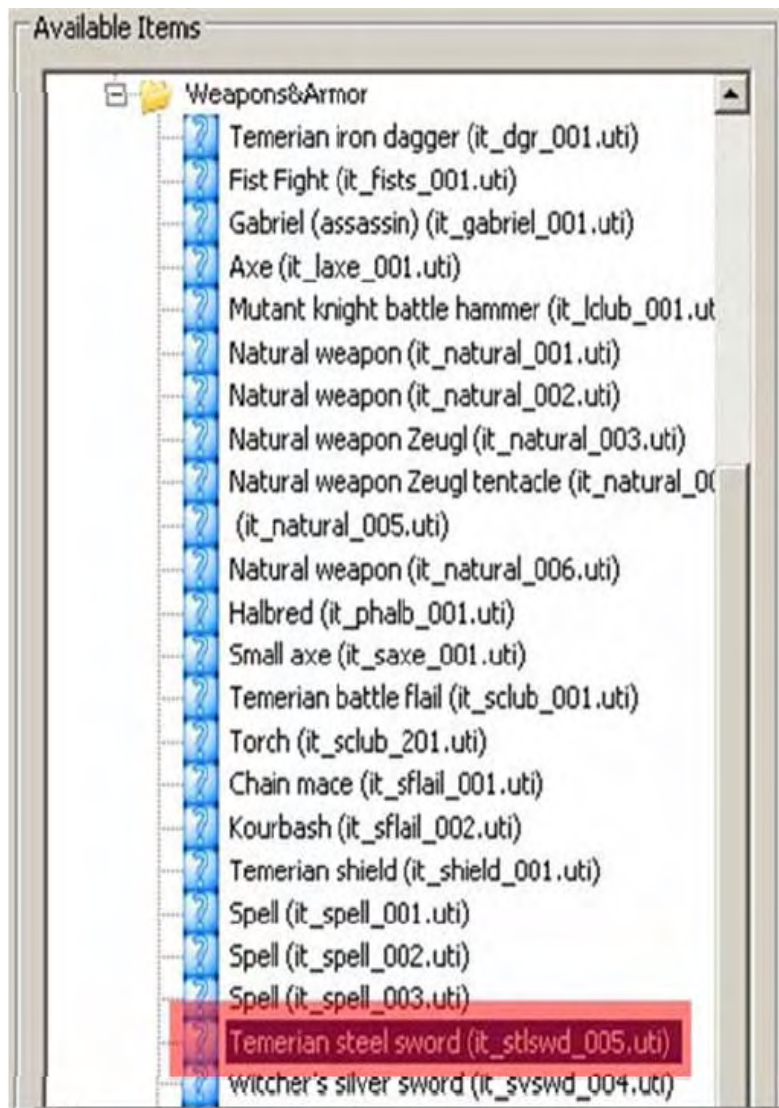 Available Items
Weapons&Armor
Temerian iron dagger (it_dgr_001.uti)
Fist Fight (it_fists_001.uti)
Gabriel (assassin) (it_gabriel_001.uti)
Axe (it_laxe_001.uti)
Mutant knight battle hammer (it_lclub_001.ut
Natural weapon (it_natural_001.uti)
Natural weapon (it_natural_002.uti)
Natural weapon Zeugl (it_natural_003.uti)
Natural weapon Zeugl tentacle (it_natural_00
(it_natural_005.uti)
Natural weapon (it_natural_006.uti)
Halbred (it_phalb_001.uti)
Small axe (it_saxe_001.uti)
Temerian battle flail (it_sclub_001.uti)
Torch (it_sclub_201.uti)
Chain mace (it_sflail_001.uti)
Kourbash (it_sflail_002.uti)
Temerian shield (it_shield_001.uti)
Spell (it_spell_001.uti)
Spell (it_spell_002.uti)
Spell (it_spell_003.uti)
Temerian steel sword (it_stlswd_005.uti)
Witcher's silver sword (it_svswd_004.uti)